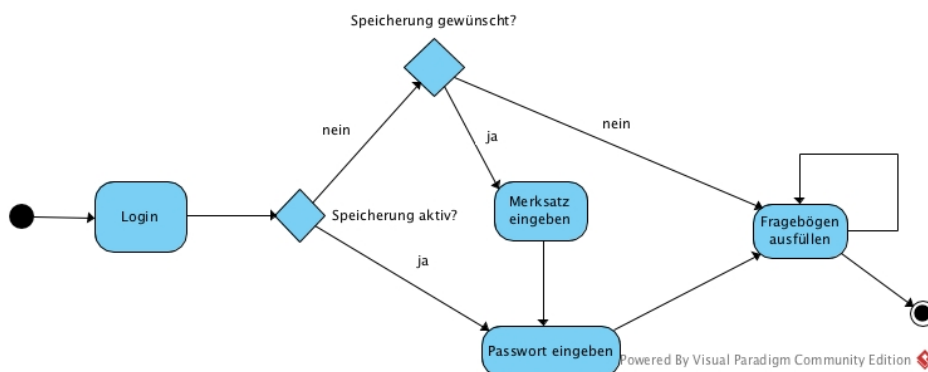 Speicherung gewünscht?
nein
ja
nein
Login
Speicherung aktiv?
Merksatz
eingeben
Fragebögen
ausfüllen
ja
Passwort eingeben
Powered By Visual Paradigm Community Edition